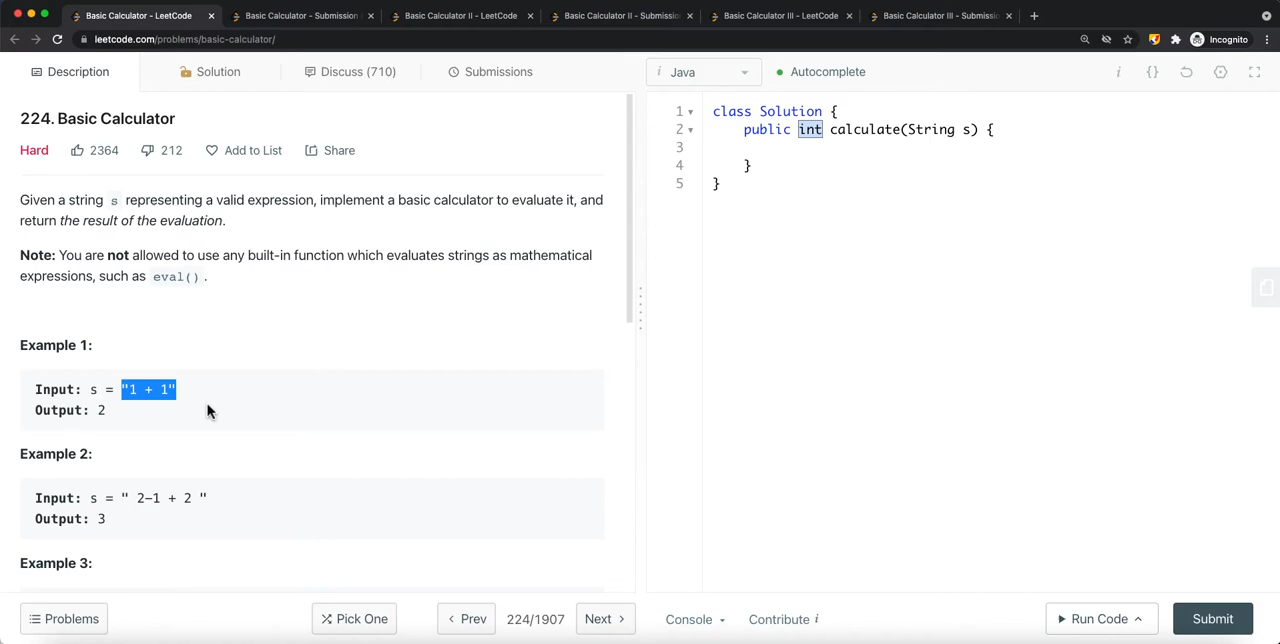 Basic Calculator - LeetCode
Basic Calculator - Submission
Basic Calculator II - LeetCode
Basic Calculator II - Submissio
Basic Calculator III - LeetCode
Basic Calculator III - Submissi
leetcode.com/problems/basic-calculator/
Incognito
Description
Solution
Discuss (710)
Submissions
i Java
Autocomplete
i {}
224. Basic Calculator
Hard 2364 212 Add to List Share
Given a string s representing a valid expression, implement a basic calculator to evaluate it, and
return the result of the evaluation.
Note: You are not allowed to use any built-in function which evaluates strings as mathematical
expressions, such as eval() .
Example 1:
Input: s = "1 + 1"
Output: 2
Example 2:
Input: s = " 2-1 + 2 "
Output: 3
Example 3:
1 class Solution {
2 public int calculate(String s) {
3
4 }
5 }
Problems
Pick One
Prev
224/1907
Next
Console
Contribute i
Run Code
Submit